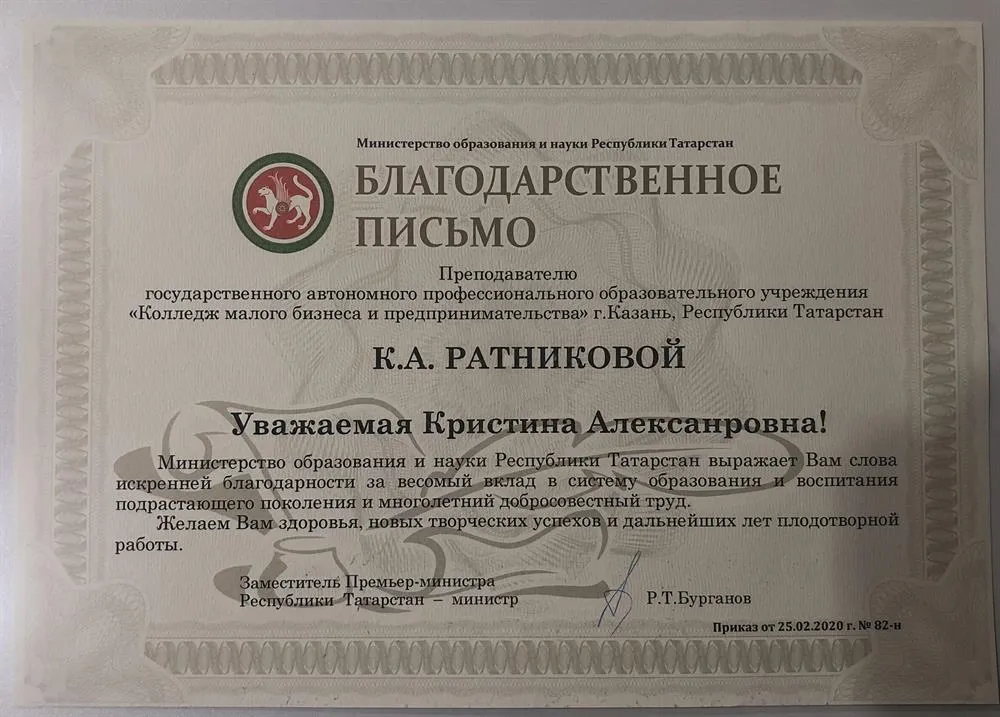 Министерство образования и науки Республики Татарстан
БЛАГОДАРСТВЕННОЕ
ПИСЬМО
Преподавателю
государственного автономного профессионального образовательного учреждения
«Колледж малого бизнеса и предпринимательства» г.Казань, Республики Татарстан
К.А. РАТНИКОВОЙ
Уважаемая Кристина Алексанровна!
Министерство образования и науки Республики Татарстан выражает Вам слова
искренней благодарности за весомый вклад в систему образования и воспитания
подрастающего поколения и многолетний добросовестный труд.
Желаем Вам здоровья, новых творческих успехов и дальнейших лет плодотворной
работы.
Заместитель Премьер-министра
Республики Татарстан – министр
Р.Т.Бурганов
Приказ от 25.02.2020 г. № 82-н